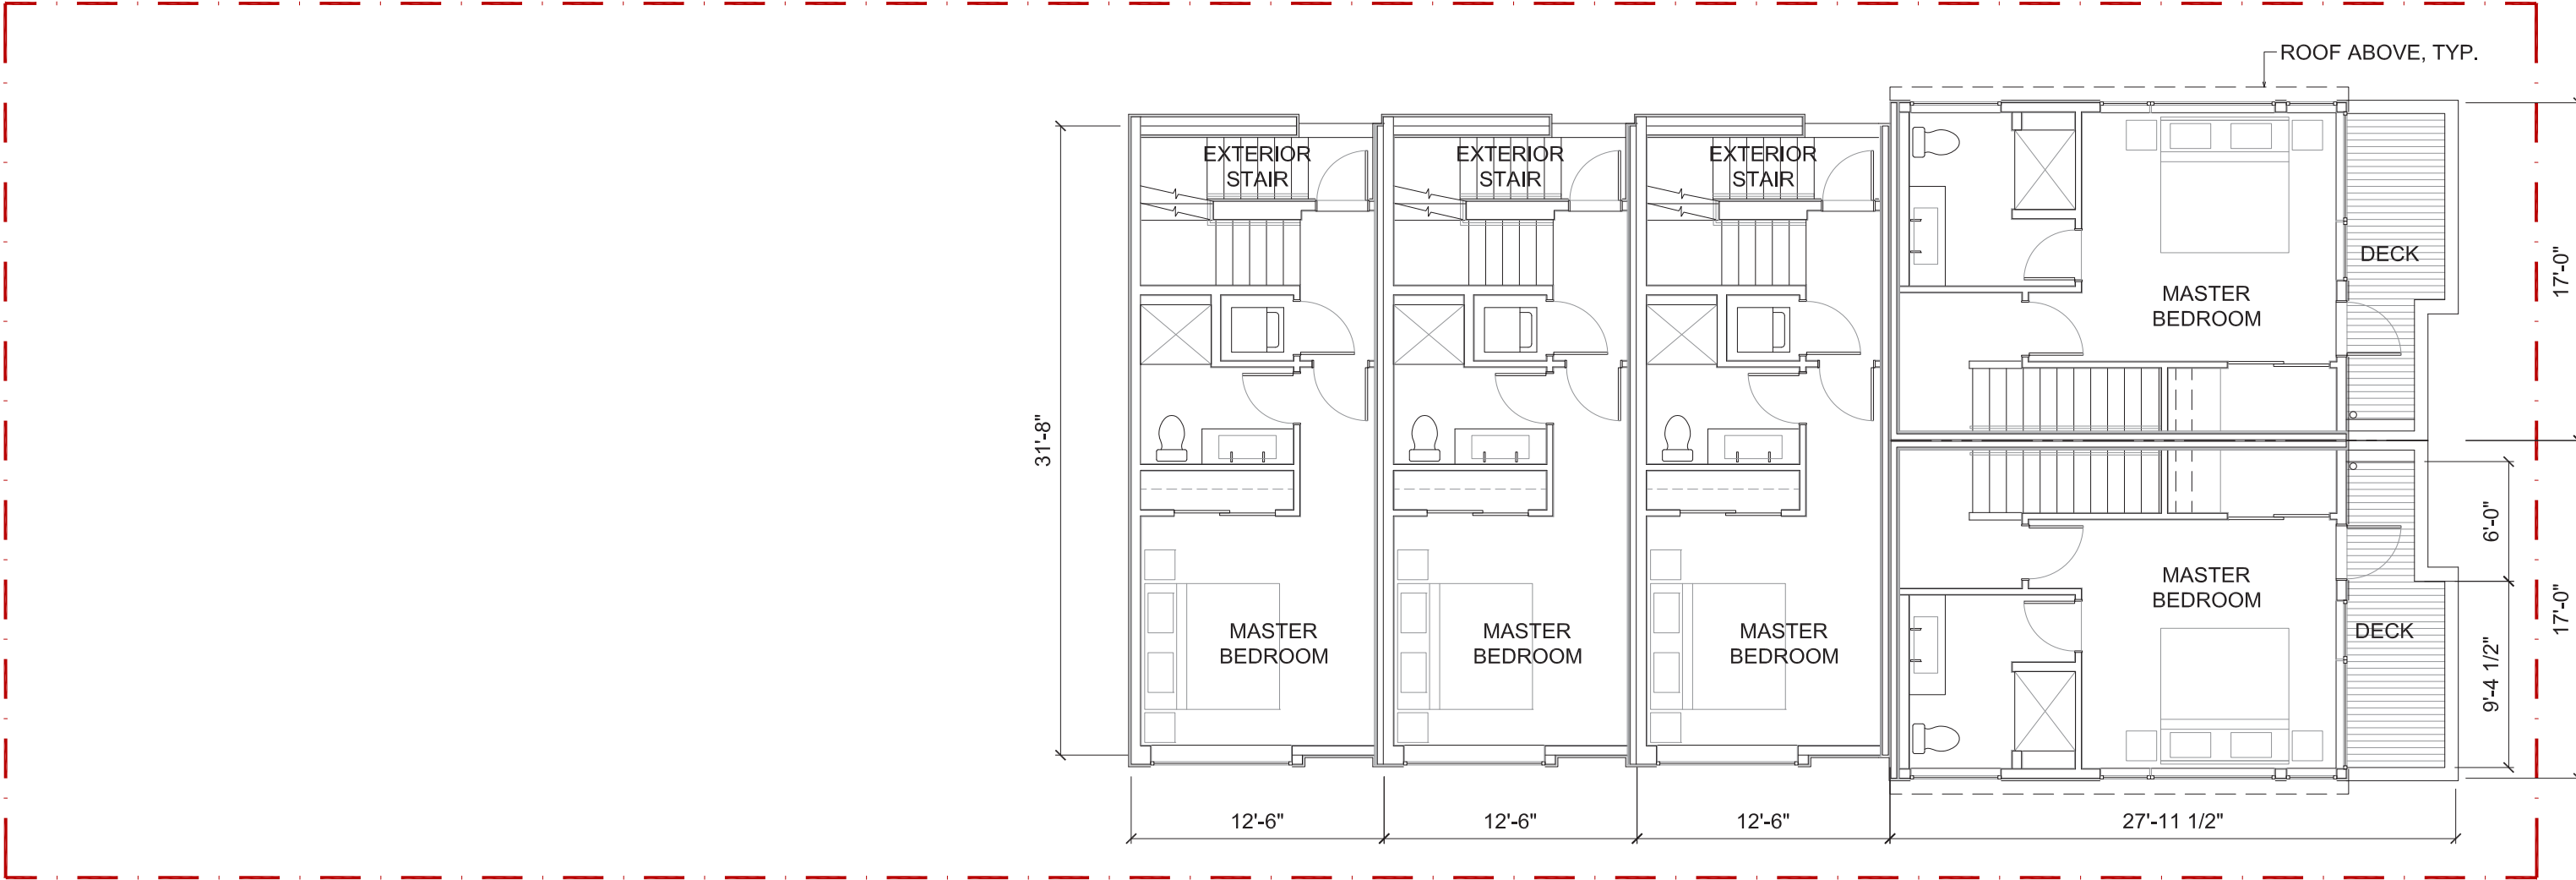 ROOF ABOVE, TYP.
EXTERIOR
STAIR
EXTERIOR
STAIR
EXTERIOR
STAIR
DECK
17'-0"
MASTER
BEDROOM
31'-8"
6'-0"
MASTER
BEDROOM
17'-0"
DECK
MASTER
BEDROOM
MASTER
BEDROOM
MASTER
BEDROOM
9'-4 1/2"
12'-6"
12'-6"
12'-6"
27'-11 1/2"